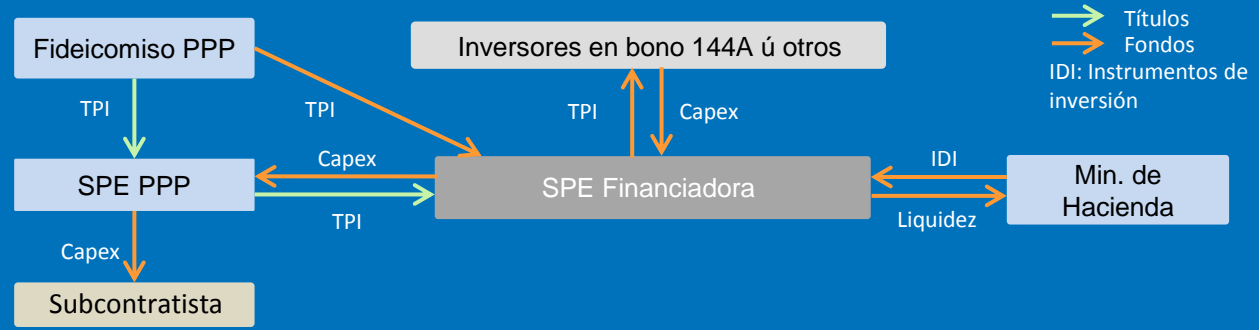 Títulos
Fondos
IDI: Instrumentos de
inversión
Fideicomiso PPP
Inversores en bono 144A ú otros
TPI
TPI
TPI
Capex
Capex
IDI
SPE PPP
SPE Financiadora
Min. de
Hacienda
TPI
Liquidez
Capex
Subcontratista